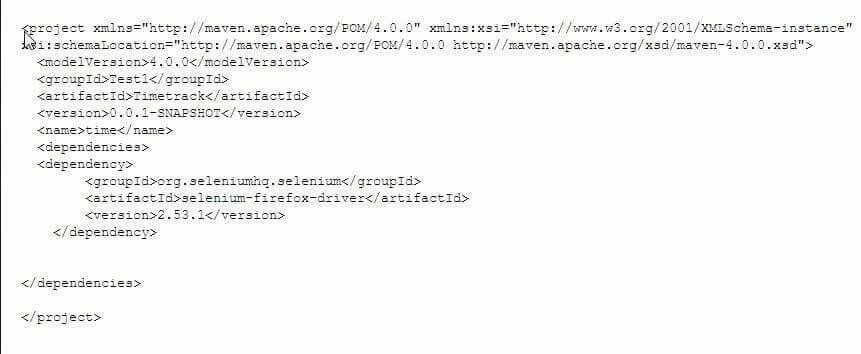 <project xmlns="http://maven.apache.org/POM/4.0.0" xmlns:xsi="http://www.w3.org/2001/XMLSchema-instance"
xsi:schemaLocation="http://maven.apache.org/POM/4.0.0 http://maven.apache.org/xsd/maven-4.0.0.xsd">
<modelVersion>4.0.0</modelVersion>
<groupId>Test1</groupId>
<artifactId>Timetrack</artifactId>
<version>0.0.1-SNAPSHOT</version>
<name>time</name>
<dependencies>
<dependency>
<groupId>org.seleniumhq.selenium</groupId>
<artifactId>selenium-firefox-driver</artifactId>
<version>2.53.1</version>
</dependency>
</dependencies>
</project>